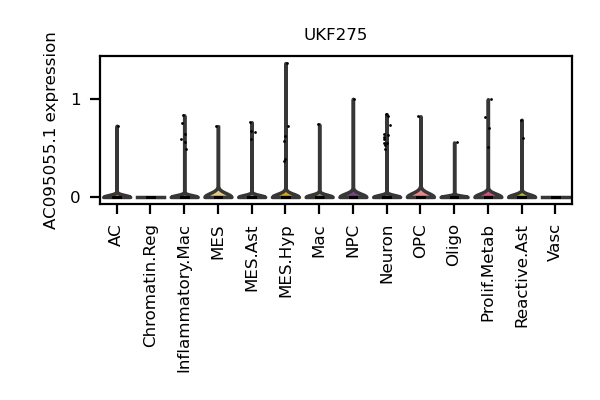 UKF275
AC095055.1 expression
1
0
AC
Chromatin.Reg
Inflammatory.Mac
MES
MES.Ast
MES.Hyp
Mac
NPC
Neuron
OPC
Oligo
Prolif.Metab
Reactive.Ast
Vasc